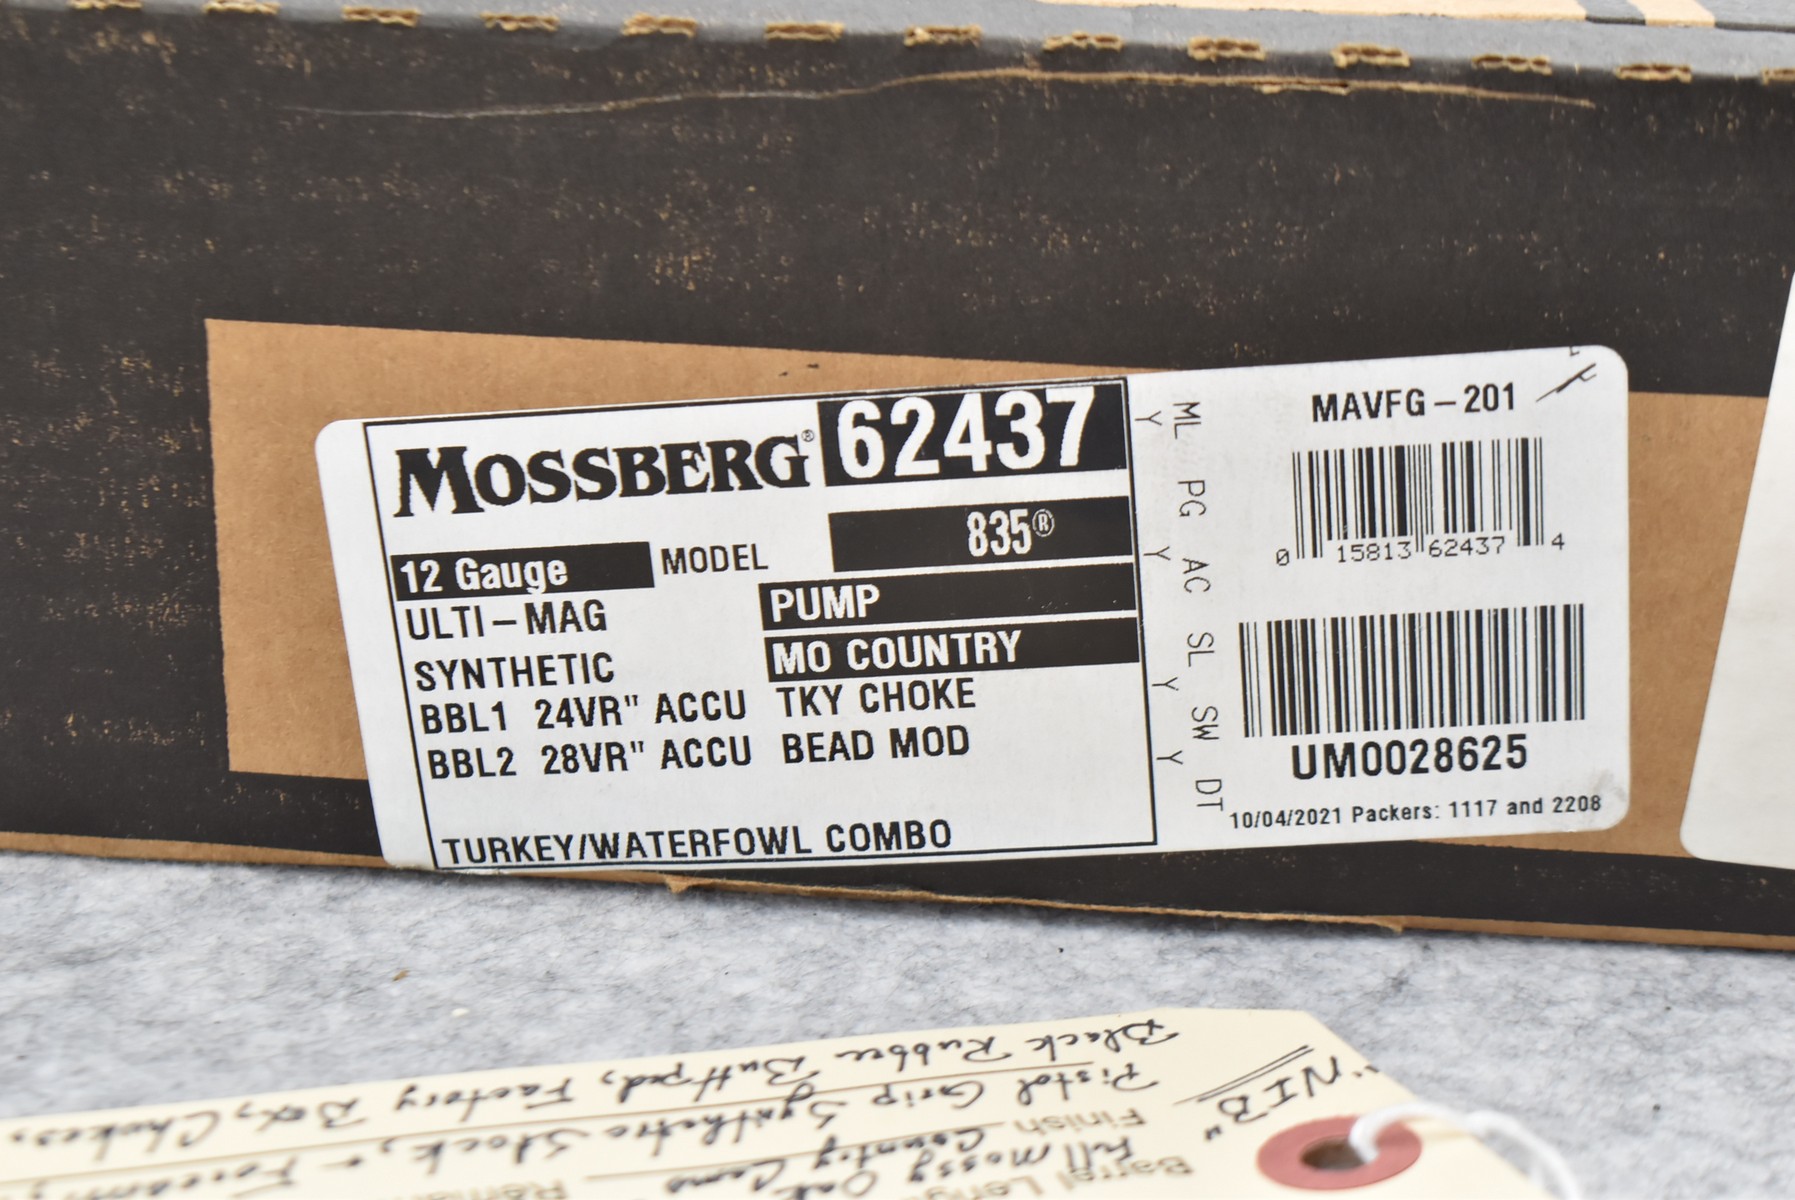 MOSSBERG® 62437
12 Gauge MODEL 835®
ULTI-MAG PUMP
SYNTHETIC MO COUNTRY
BBL1 24VR" ACCU TKY CHOKE
BBL2 28VR" ACCU BEAD MOD
TURKEY/WATERFOWL COMBO
ML PG AC SL SW DT
Y Y Y Y
MAVFG-201
0 15813 62437 4
UM0028625
10/04/2021 Packers: 1117 and 2208
"NIB"
Barrel Leng
Full Mossy Oak Country Camo
Finish
Pistol Grip Synthetic Stock, + Forearm,
Black Rubber Buttpad, Factory Box, Chokes,